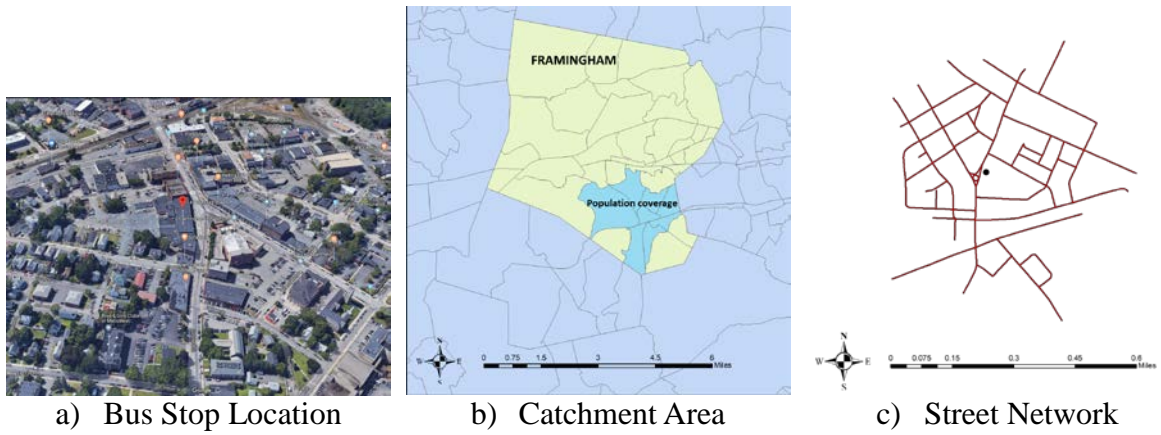 FRAMINGHAM
Population coverage
N
W E
S
0 0.75 1.5 3 4.5 6
Miles
N
W E
S
0 0.075 0.15 0.3 0.45 0.6
Miles
a) Bus Stop Location
b) Catchment Area
c) Street Network